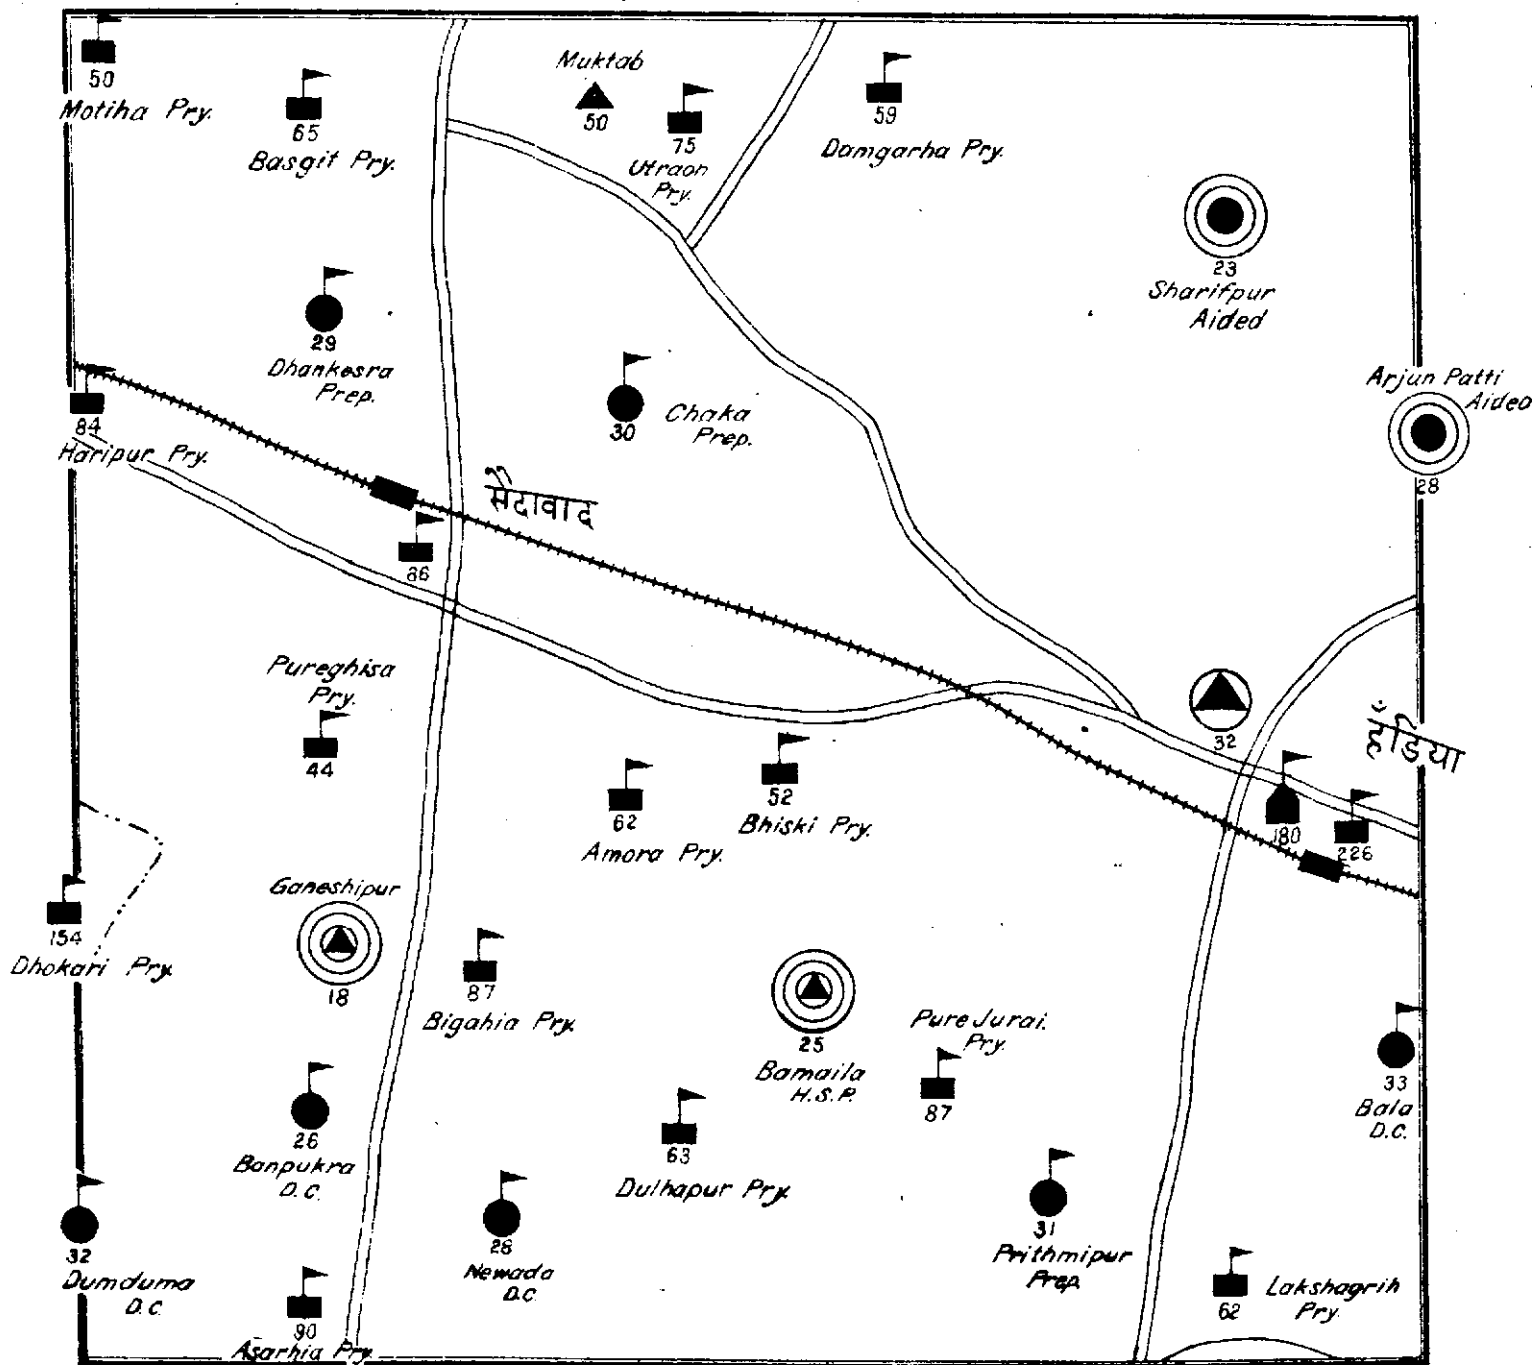 50
Motiha Pry.
65
Basgit Pry.
Muktab
50
75
Utraon
Pry.
59
Damgarha Pry.
23
Sharifpur
Aided
29
Dhankesra
Prep.
30
Chaka
Prep.
Arjun Patti
Aided
28
84
Haripur Pry.
सैदावाद
86
Pureghisa
Pry.
44
32
हँडिया
62
Amora Pry.
52
Bhiski Pry.
180
226
154
Dhokari Pry.
Ganeshipur
18
87
Bigahia Pry.
25
Bamaila
H.S.P.
Pure Jurai.
Pry.
87
33
Bala
D.C.
26
Banpukra
D.C.
63
Dulhapur Pry.
32
Dumduma
D.C.
28
Newada
D.C
31
Prithmipur
Prep.
62
Lakshagrih
Pry.
90
Asarhia Pry.